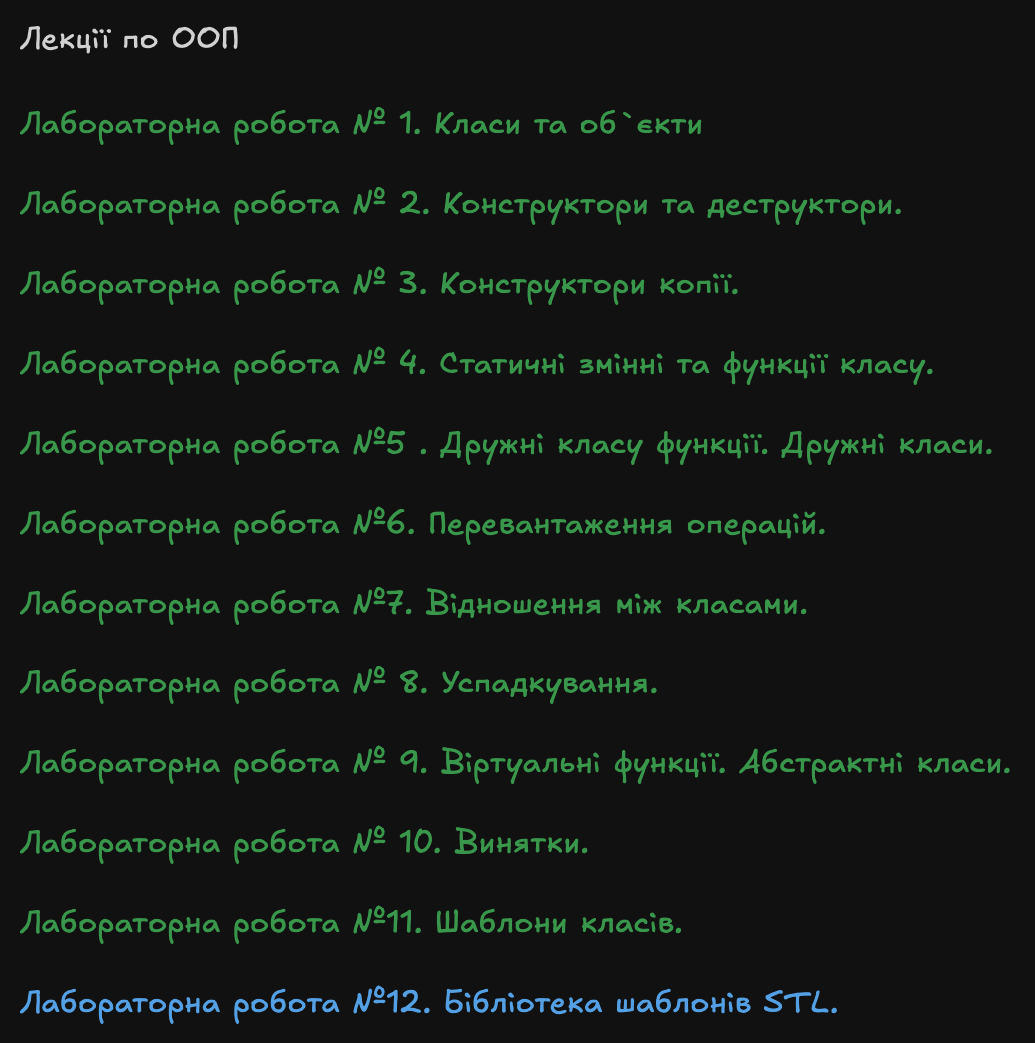 Лекції по ООП
Лабораторна робота № 1. Класи та об`єкти
Лабораторна робота № 2. Конструктори та деструктори.
Лабораторна робота № 3. Конструктори копії.
Лабораторна робота № 4. Статичні змінні та функції класу.
Лабораторна робота №5 . Дружні класу функції. Дружні класи.
Лабораторна робота №6. Перевантаження операцій.
Лабораторна робота №7. Відношення між класами.
Лабораторна робота № 8. Успадкування.
Лабораторна робота № 9. Віртуальні функції. Абстрактні класи.
Лабораторна робота № 10. Винятки.
Лабораторна робота №11. Шаблони класів.
Лабораторна робота №12. Бібліотека шаблонів STL.